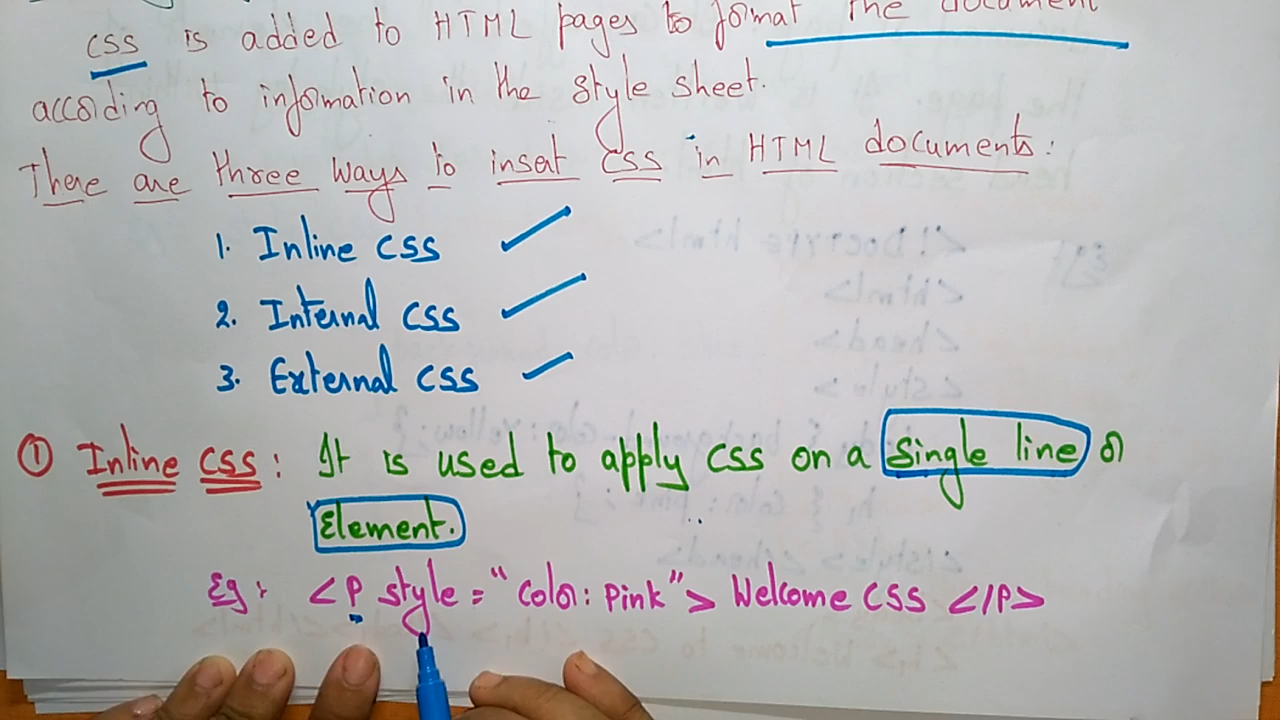 css is added to HTML pages to format the document
according to information in the style sheet.
There are three ways to insert css in HTML documents:
1. Inline css
2. Internal css
3. External css
① Inline css: It is used to apply css on a single line or
Element.
Eg: <P style="color: Pink"> Welcome CSS </P>